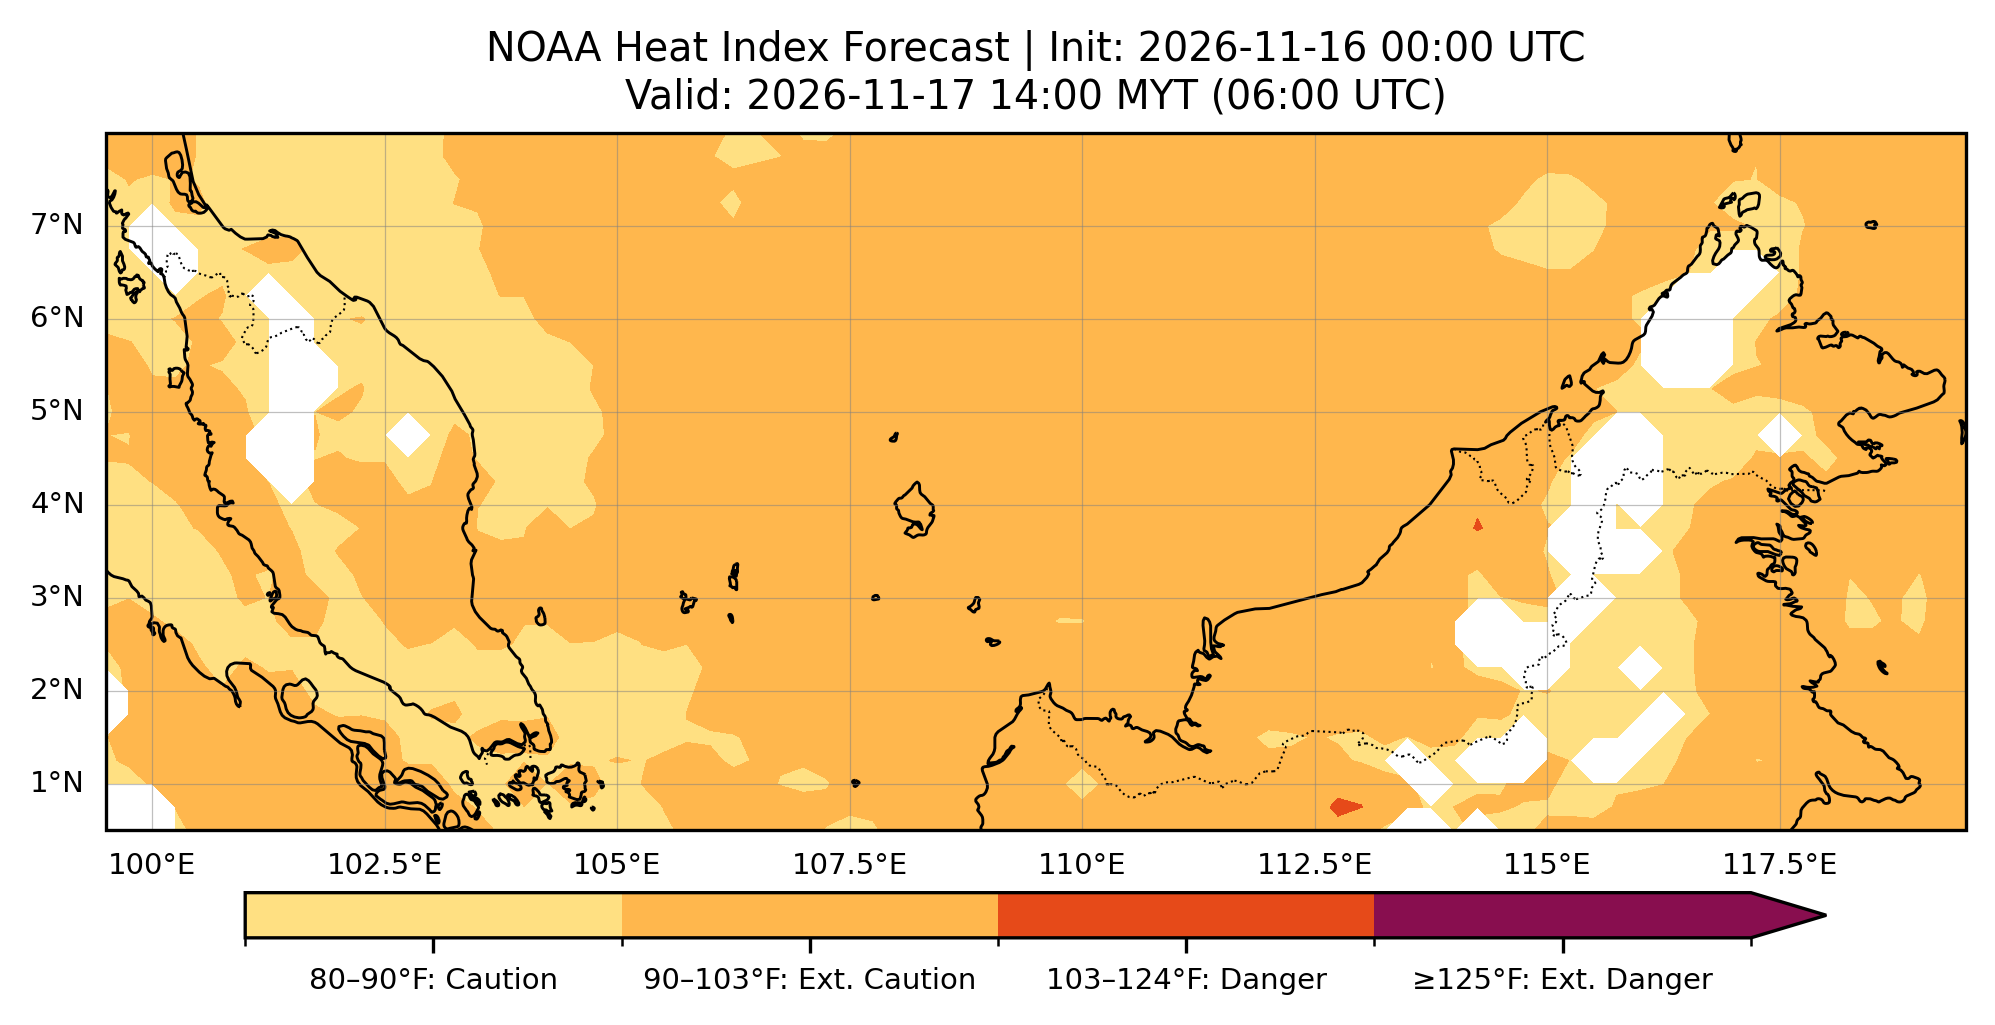 NOAA Heat Index Forecast | Init: 2026-11-16 00:00 UTC
Valid: 2026-11-17 14:00 MYT (06:00 UTC)
7°N
6°N
5°N
4°N
3°N
2°N
1°N
100°E 102.5°E 105°E 107.5°E 110°E 112.5°E 115°E 117.5°E
80–90°F: Caution 90–103°F: Ext. Caution 103–124°F: Danger ≥125°F: Ext. Danger